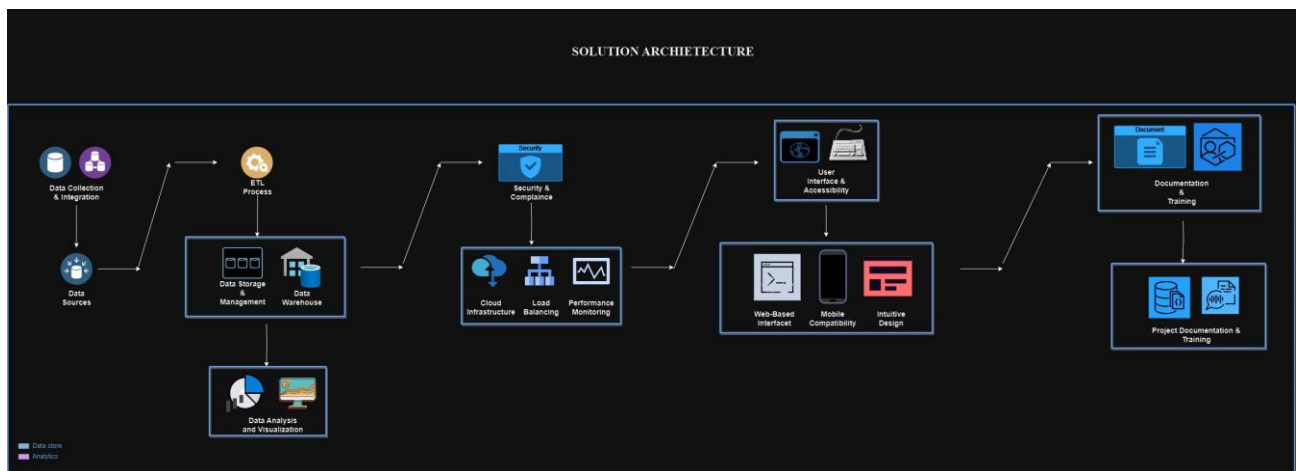 SOLUTION ARCHIETECTURE
Data Collection
& Integration
Data
Sources
ETL
Process
Data Storage
&
Management
Data
Warehouse
Data Analysis
and Visualization
Security
Security &
Complaince
Cloud
Infrastructure
Load
Balancing
Performance
Monitoring
User
Interface &
Accessibility
Web-Based
Interfacet
Mobile
Compatibility
Intuitive
Design
Document
Documentation
&
Training
Project Documentation &
Training
Data store
Analytics